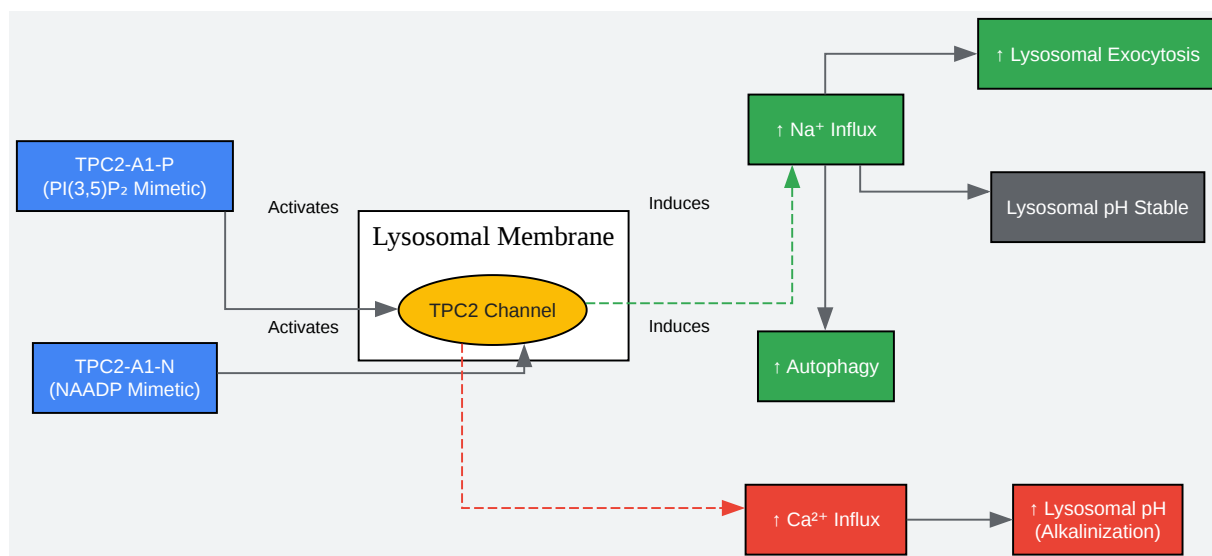 ↑ Lysosomal Exocytosis
↑ Na⁺ Influx
TPC2-A1-P
(PI(3,5)P₂ Mimetic)
Activates
Induces
Lysosomal pH Stable
Lysosomal Membrane
TPC2 Channel
Activates
Induces
TPC2-A1-N
(NAADP Mimetic)
↑ Autophagy
↑ Ca²⁺ Influx
↑ Lysosomal pH
(Alkalinization)